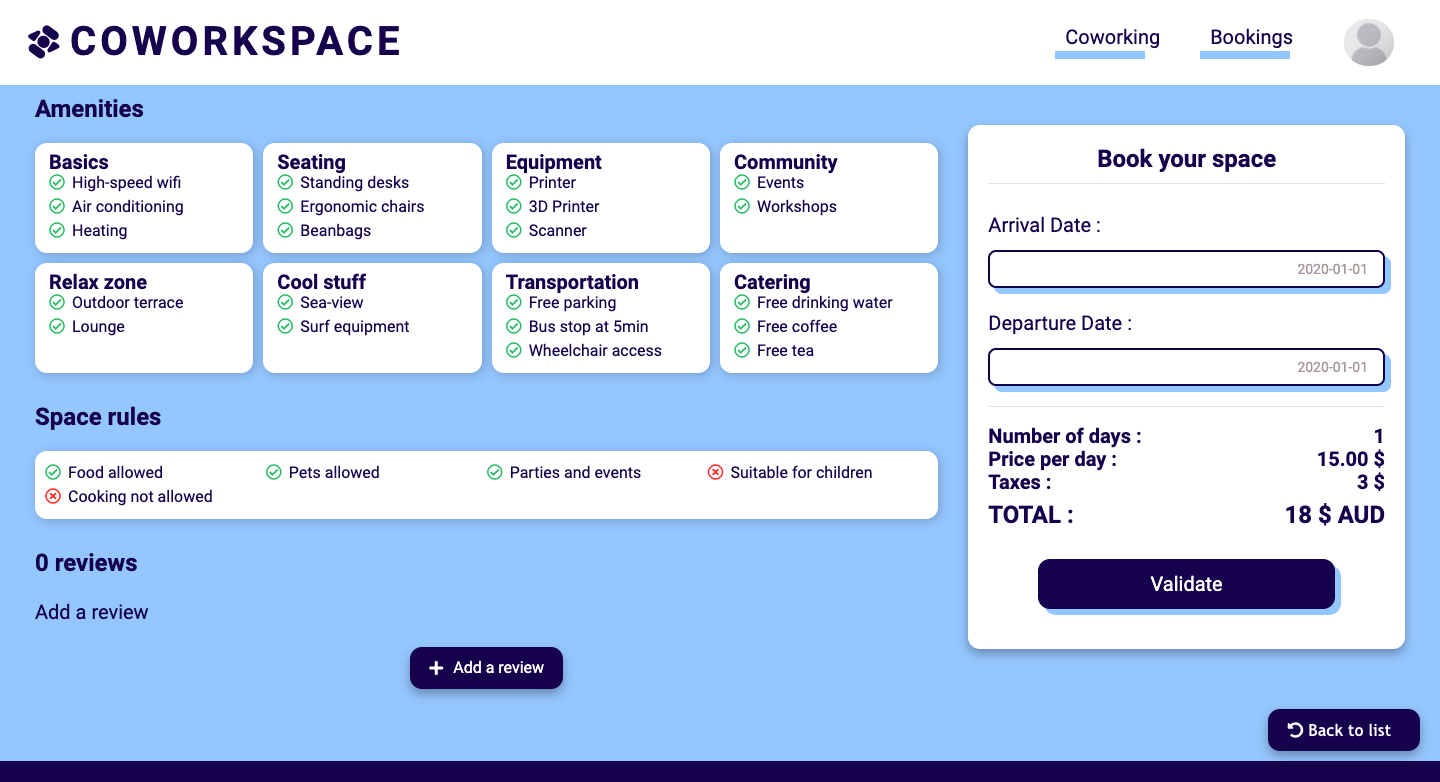 COWORKSPACE
Coworking
Bookings
Amenities
Basics
High-speed wifi
Air conditioning
Heating
Seating
Standing desks
Ergonomic chairs
Beanbags
Equipment
Printer
3D Printer
Scanner
Community
Events
Workshops
Relax zone
Outdoor terrace
Lounge
Cool stuff
Sea-view
Surf equipment
Transportation
Free parking
Bus stop at 5min
Wheelchair access
Catering
Free drinking water
Free coffee
Free tea
Space rules
Food allowed
Pets allowed
Parties and events
Suitable for children
Cooking not allowed
0 reviews
Add a review
Add a review
Book your space
Arrival Date :
2020-01-01
Departure Date :
2020-01-01
Number of days : 1
Price per day : 15.00 $
Taxes : 3 $
TOTAL : 18 $ AUD
Validate
Back to list